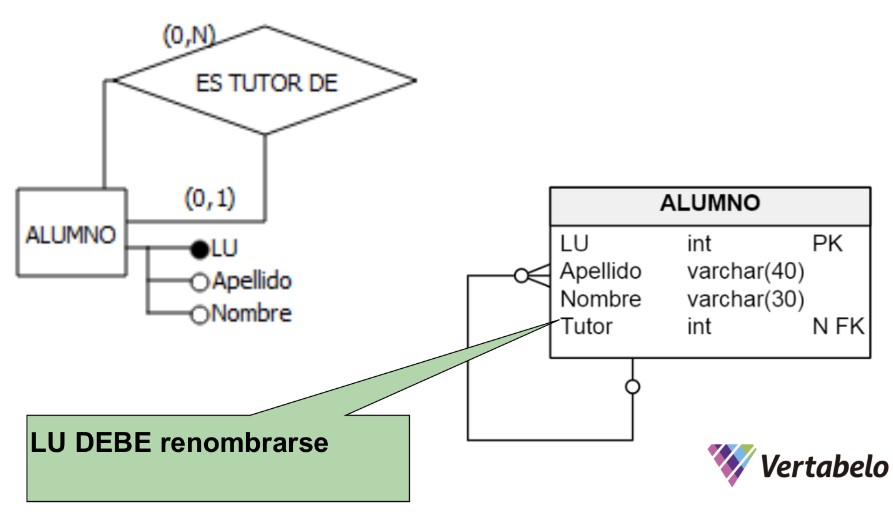 (0,N)
ES TUTOR DE
(0,1)
ALUMNO
LU
Apellido
Nombre
ALUMNO
LU int PK
Apellido varchar(40)
Nombre varchar(30)
Tutor int N FK
LU DEBE renombrarse
Vertabelo